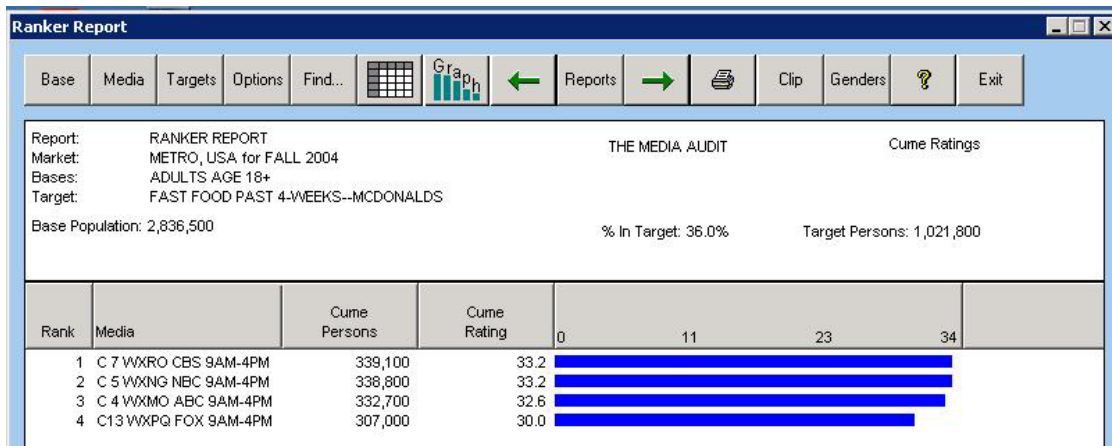 Ranker Report
Base Media Targets Options Find... Graph Reports Clip Genders ? Exit
Report: RANKER REPORT THE MEDIA AUDIT Cume Ratings
Market: METRO, USA for FALL 2004
Bases: ADULTS AGE 18+
Target: FAST FOOD PAST 4-WEEKS--MCDONALDS
Base Population: 2,836,500 % In Target: 36.0% Target Persons: 1,021,800
Rank Media Cume Persons Cume Rating 0 11 23 34
1 C 7 WXRO CBS 9AM-4PM 339,100 33.2
2 C 5 WXNG NBC 9AM-4PM 338,800 33.2
3 C 4 WXMO ABC 9AM-4PM 332,700 32.6
4 C13 WXPQ FOX 9AM-4PM 307,000 30.0